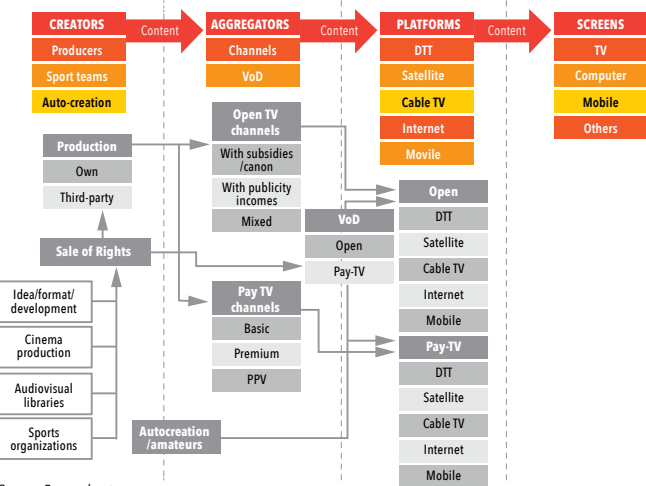 CREATORS
Content
AGGREGATORS
Content
PLATFORMS
Content
SCREENS
Producers
Sport teams
Auto-creation
Channels
VoD
DTT
Satellite
Cable TV
Internet
Movile
TV
Computer
Mobile
Others
Production
Own
Third-party
Sale of Rights
Idea/format/
development
Cinema
production
Audiovisual
libraries
Sports
organizations
Autocreation
/amateurs
Open TV
channels
With subsidies
/canon
With publicity
incomes
Mixed
Pay TV
channels
Basic
Premium
PPV
VoD
Open
Pay-TV
Open
DTT
Satellite
Cable TV
Internet
Mobile
Pay-TV
DTT
Satellite
Cable TV
Internet
Mobile